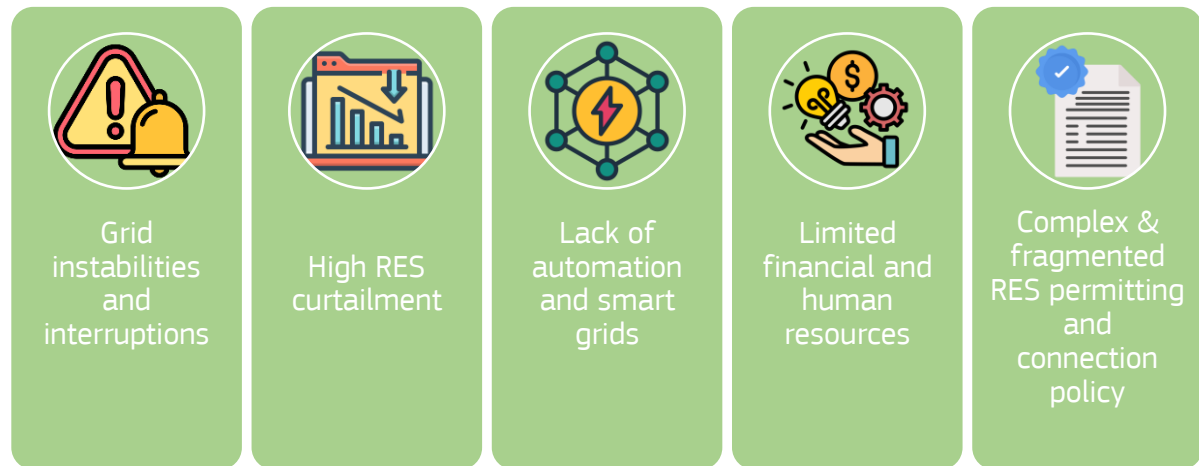 Grid
instabilities
and
interruptions
High RES
curtailment
Lack of
automation
and smart
grids
Limited
financial and
human
resources
Complex &
fragmented
RES permitting
and
connection
policy